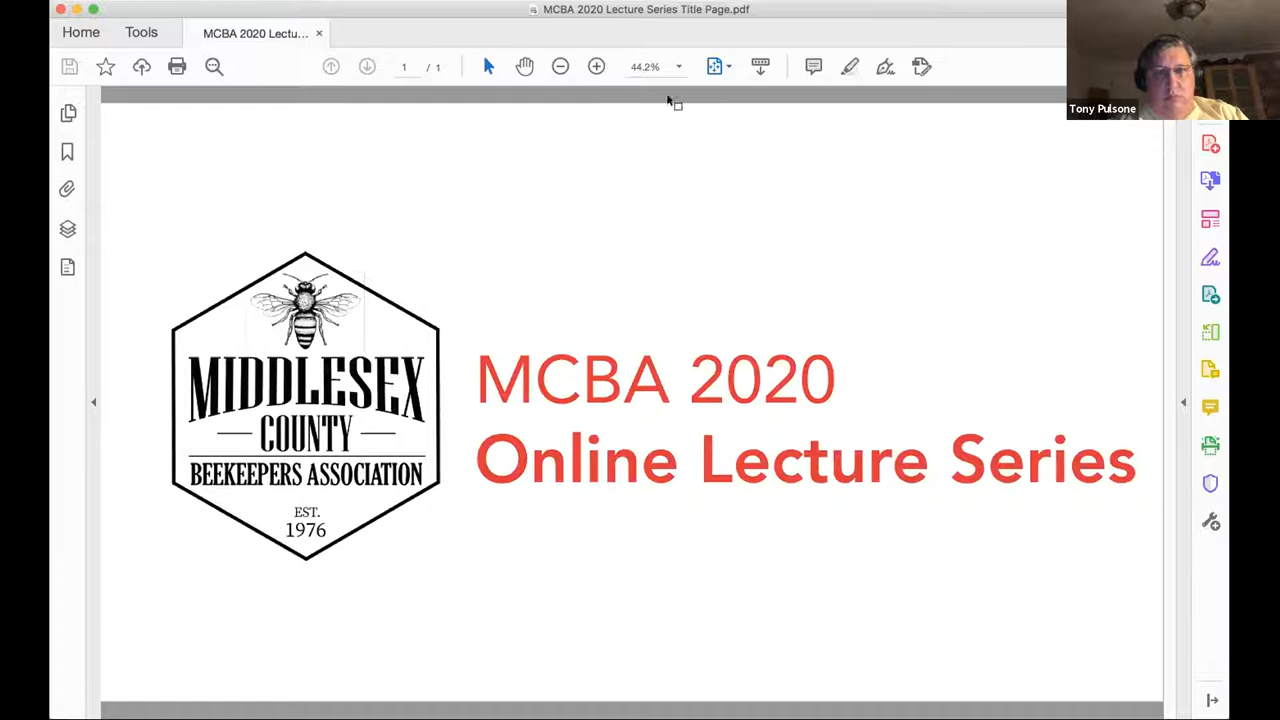 MCBA 2020 Lecture Series Title Page.pdf
Home
Tools
MCBA 2020 Lectu... ×
1 / 1
44.2%
Tony Pulsone
MIDDLESEX
COUNTY
BEEKEEPERS ASSOCIATION
EST.
1976
MCBA 2020
Online Lecture Series